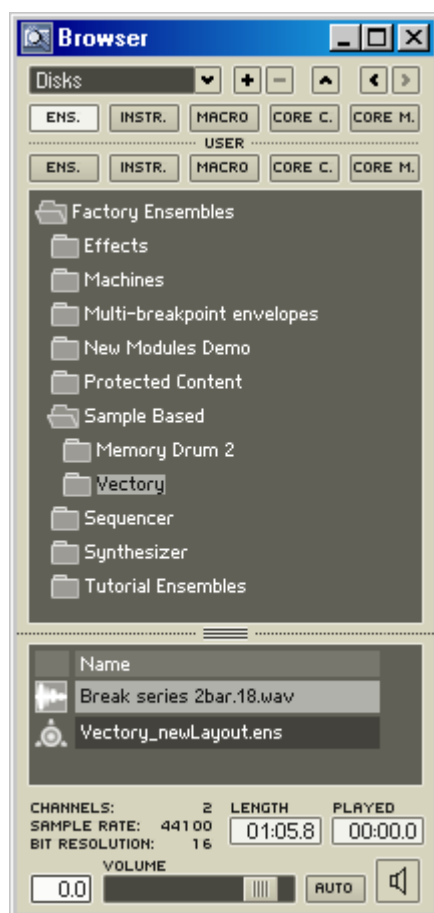 Browser
Disks
ENS. INSTR. MACRO CORE C. CORE M.
USER
ENS. INSTR. MACRO CORE C. CORE M.
Factory Ensembles
Effects
Machines
Multi-breakpoint envelopes
New Modules Demo
Protected Content
Sample Based
Memory Drum 2
Vectory
Sequencer
Synthesizer
Tutorial Ensembles
Name
Break series 2bar.18.wav
Vectory_newLayout.ens
CHANNELS: 2 LENGTH PLAYED
SAMPLE RATE: 44100 01:05.8 00:00.0
BIT RESOLUTION: 16
VOLUME
0.0 AUTO